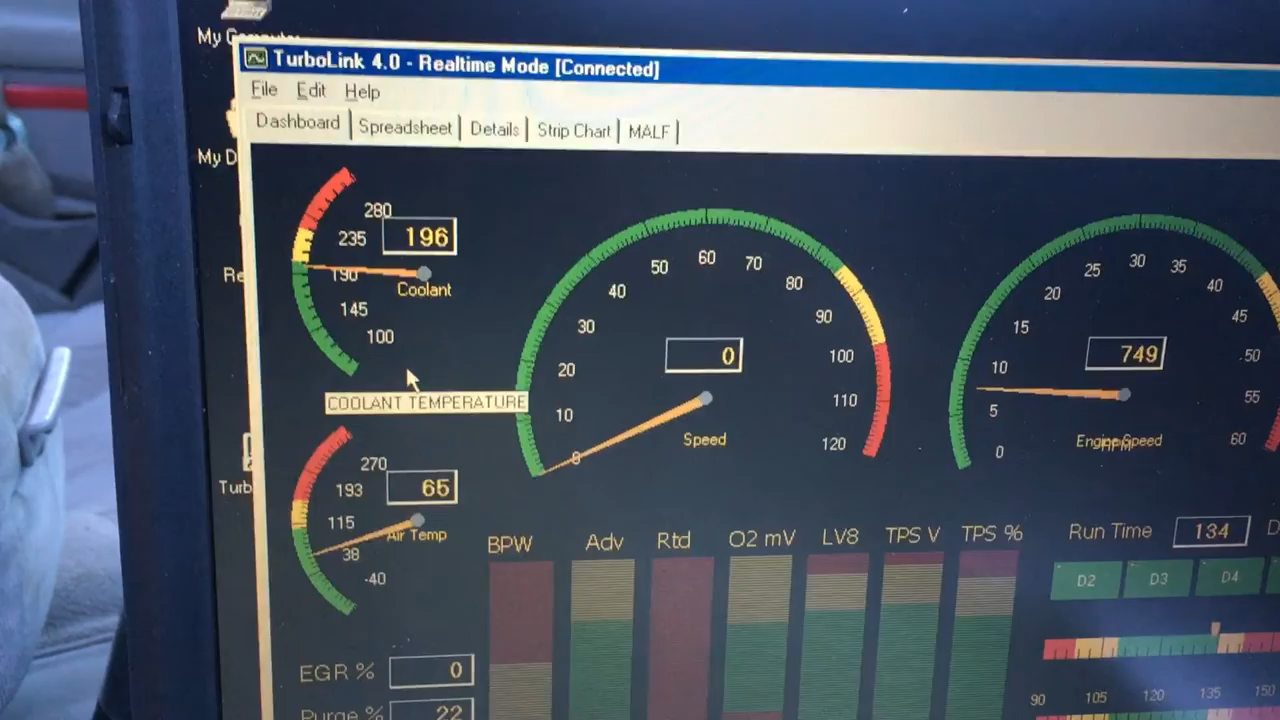 My Computer
TurboLink 4.0 - Realtime Mode [Connected]
File Edit Help
Dashboard Spreadsheet Details Strip Chart MALF
My D
280
235
190
145
100
196
Coolant
COOLANT TEMPERATURE
0 10 20 30 40 50 60 70 80 90 100 110 120
0
Speed
0 5 10 15 20 25 30 35 40 45 50 55 60
749
Re
Turb
270
193
115
38
-40
65
Air Temp
BPW Adv Rtd O2 mV LV8 TPS V TPS % Run Time 134 D
D2 D3 D4
EGR % 0
Purge % 22
90 105 120 135 150